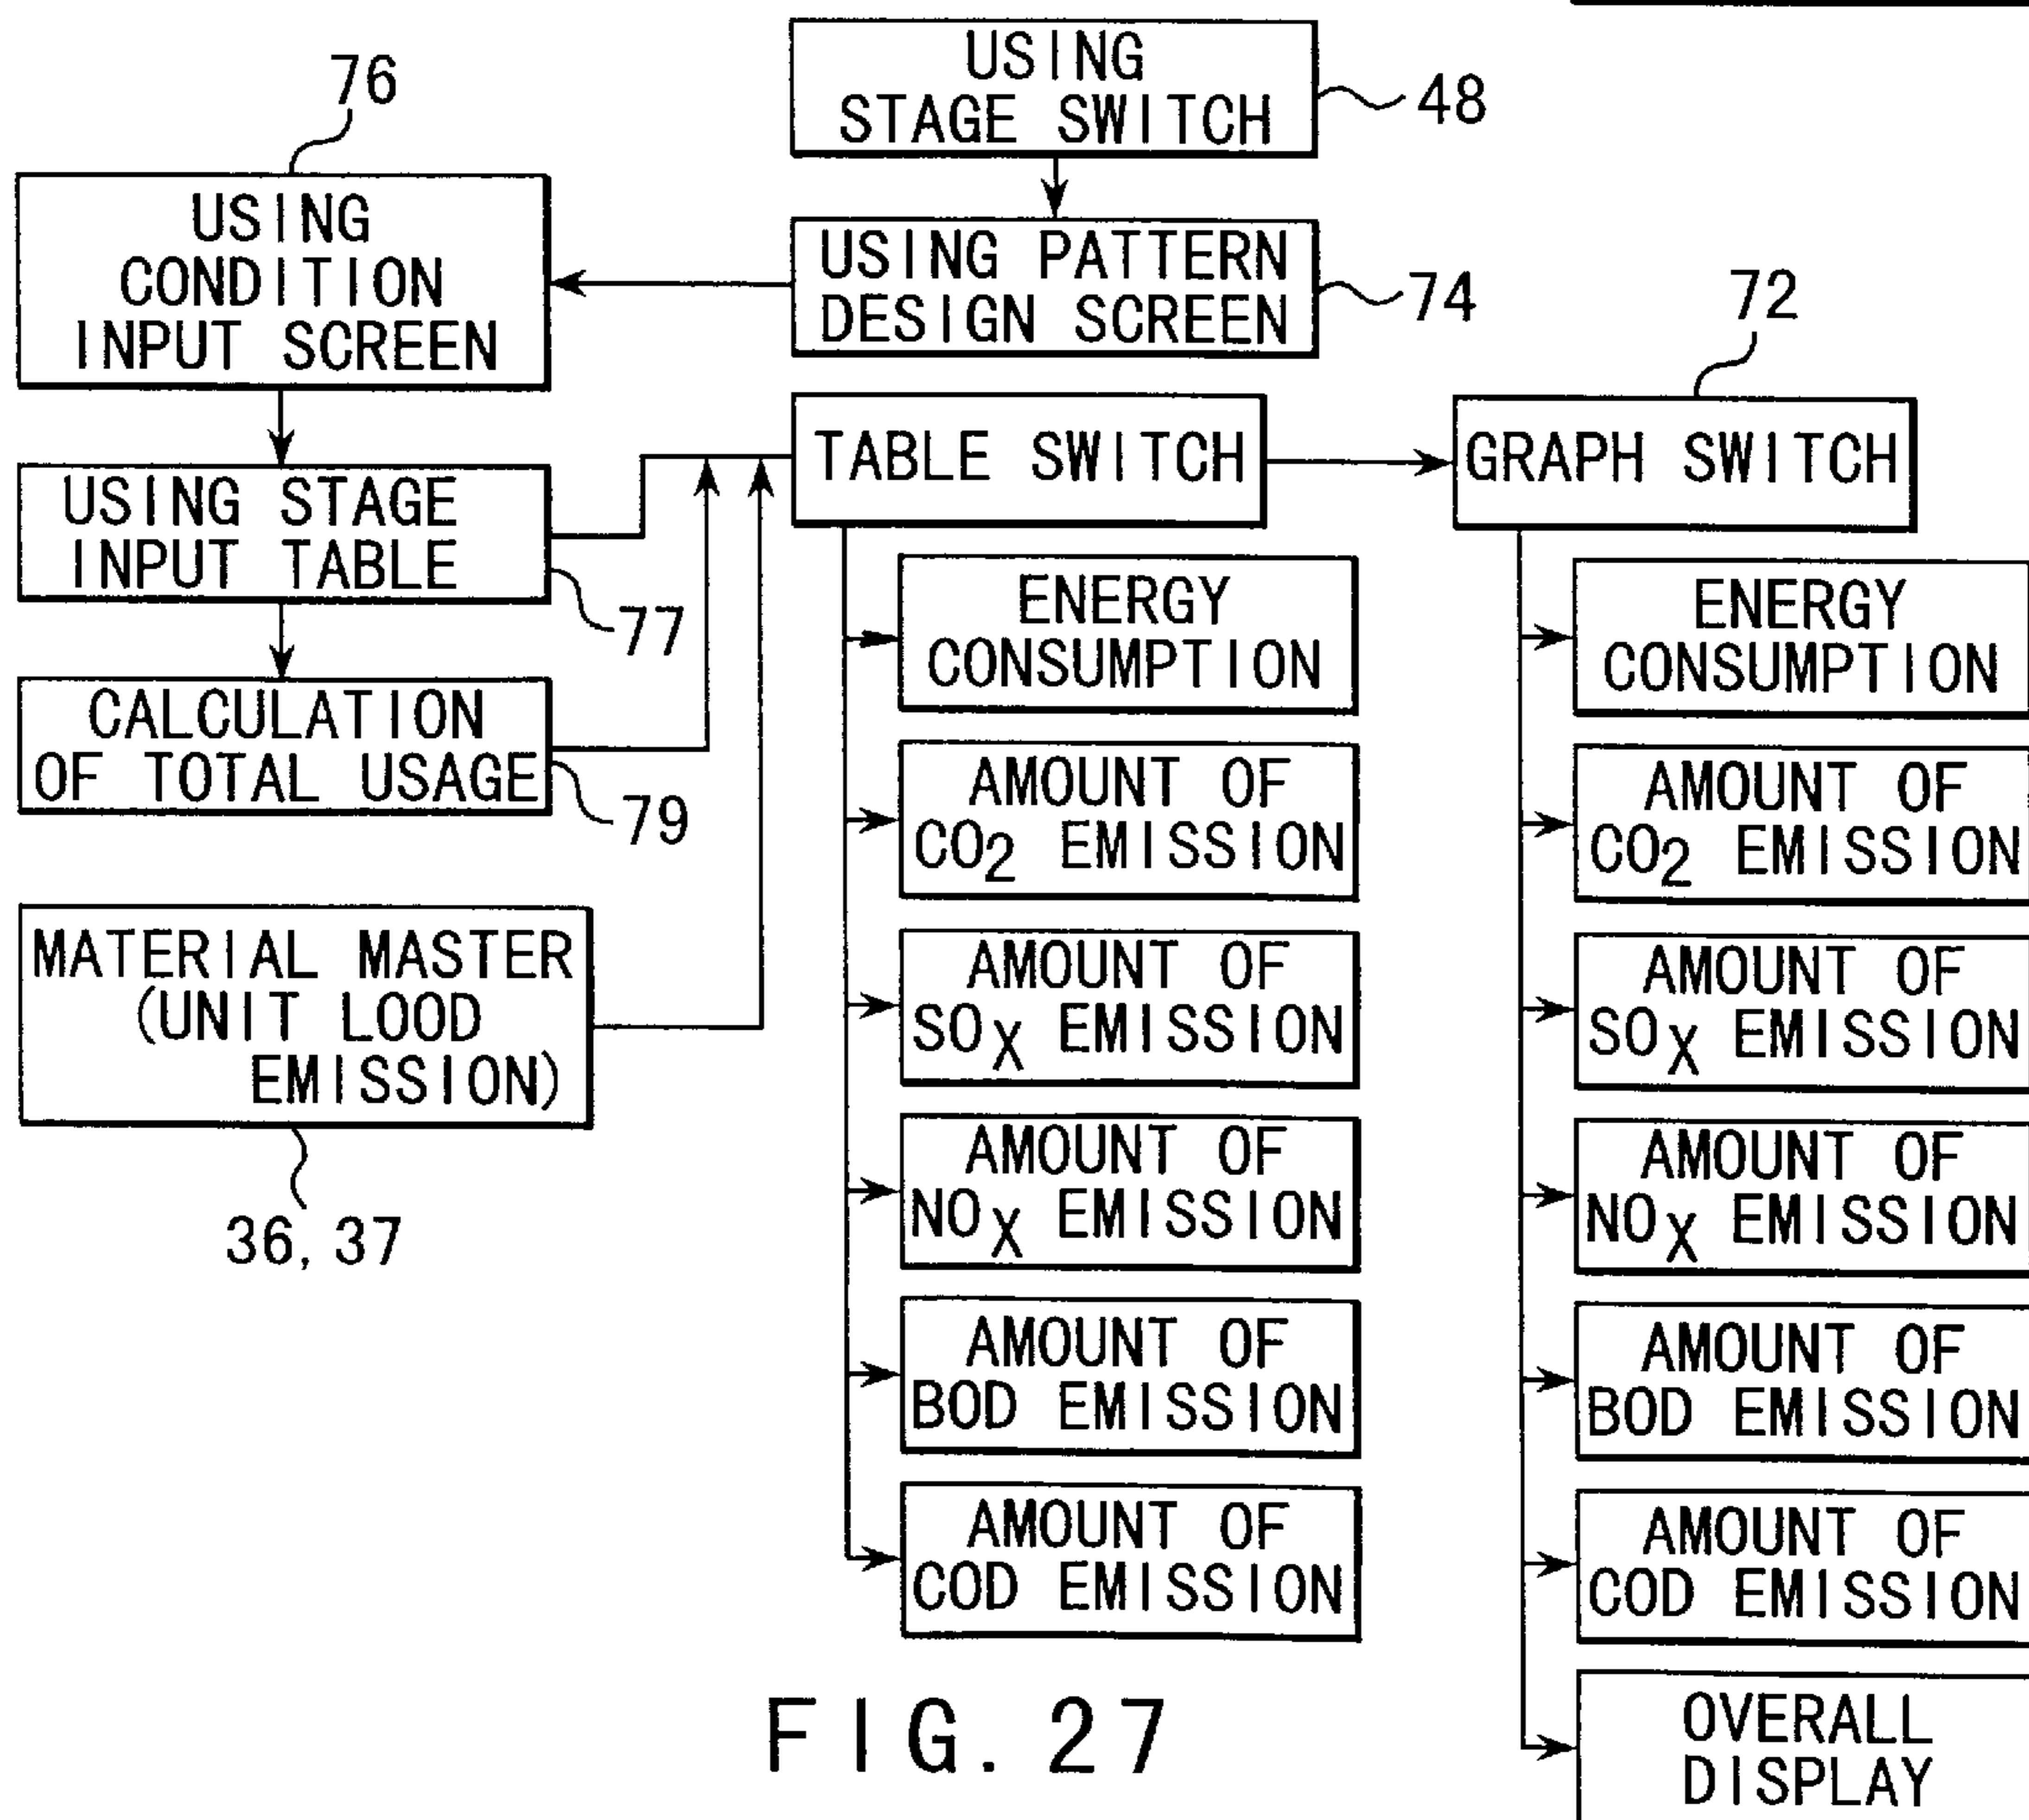 USING
STAGE SWITCH
48
76
USING
CONDITION
INPUT SCREEN
USING PATTERN
DESIGN SCREEN
74
72
TABLE SWITCH
GRAPH SWITCH
USING STAGE
INPUT TABLE
77
CALCULATION
OF TOTAL USAGE
79
MATERIAL MASTER
(UNIT LOOD
EMISSION)
36, 37
ENERGY
CONSUMPTION
AMOUNT OF
CO2 EMISSION
AMOUNT OF
SOX EMISSION
AMOUNT OF
NOX EMISSION
AMOUNT OF
BOD EMISSION
AMOUNT OF
COD EMISSION
ENERGY
CONSUMPTION
AMOUNT OF
CO2 EMISSION
AMOUNT OF
SOX EMISSION
AMOUNT OF
NOX EMISSION
AMOUNT OF
BOD EMISSION
AMOUNT OF
COD EMISSION
OVERALL
DISPLAY
FIG. 27